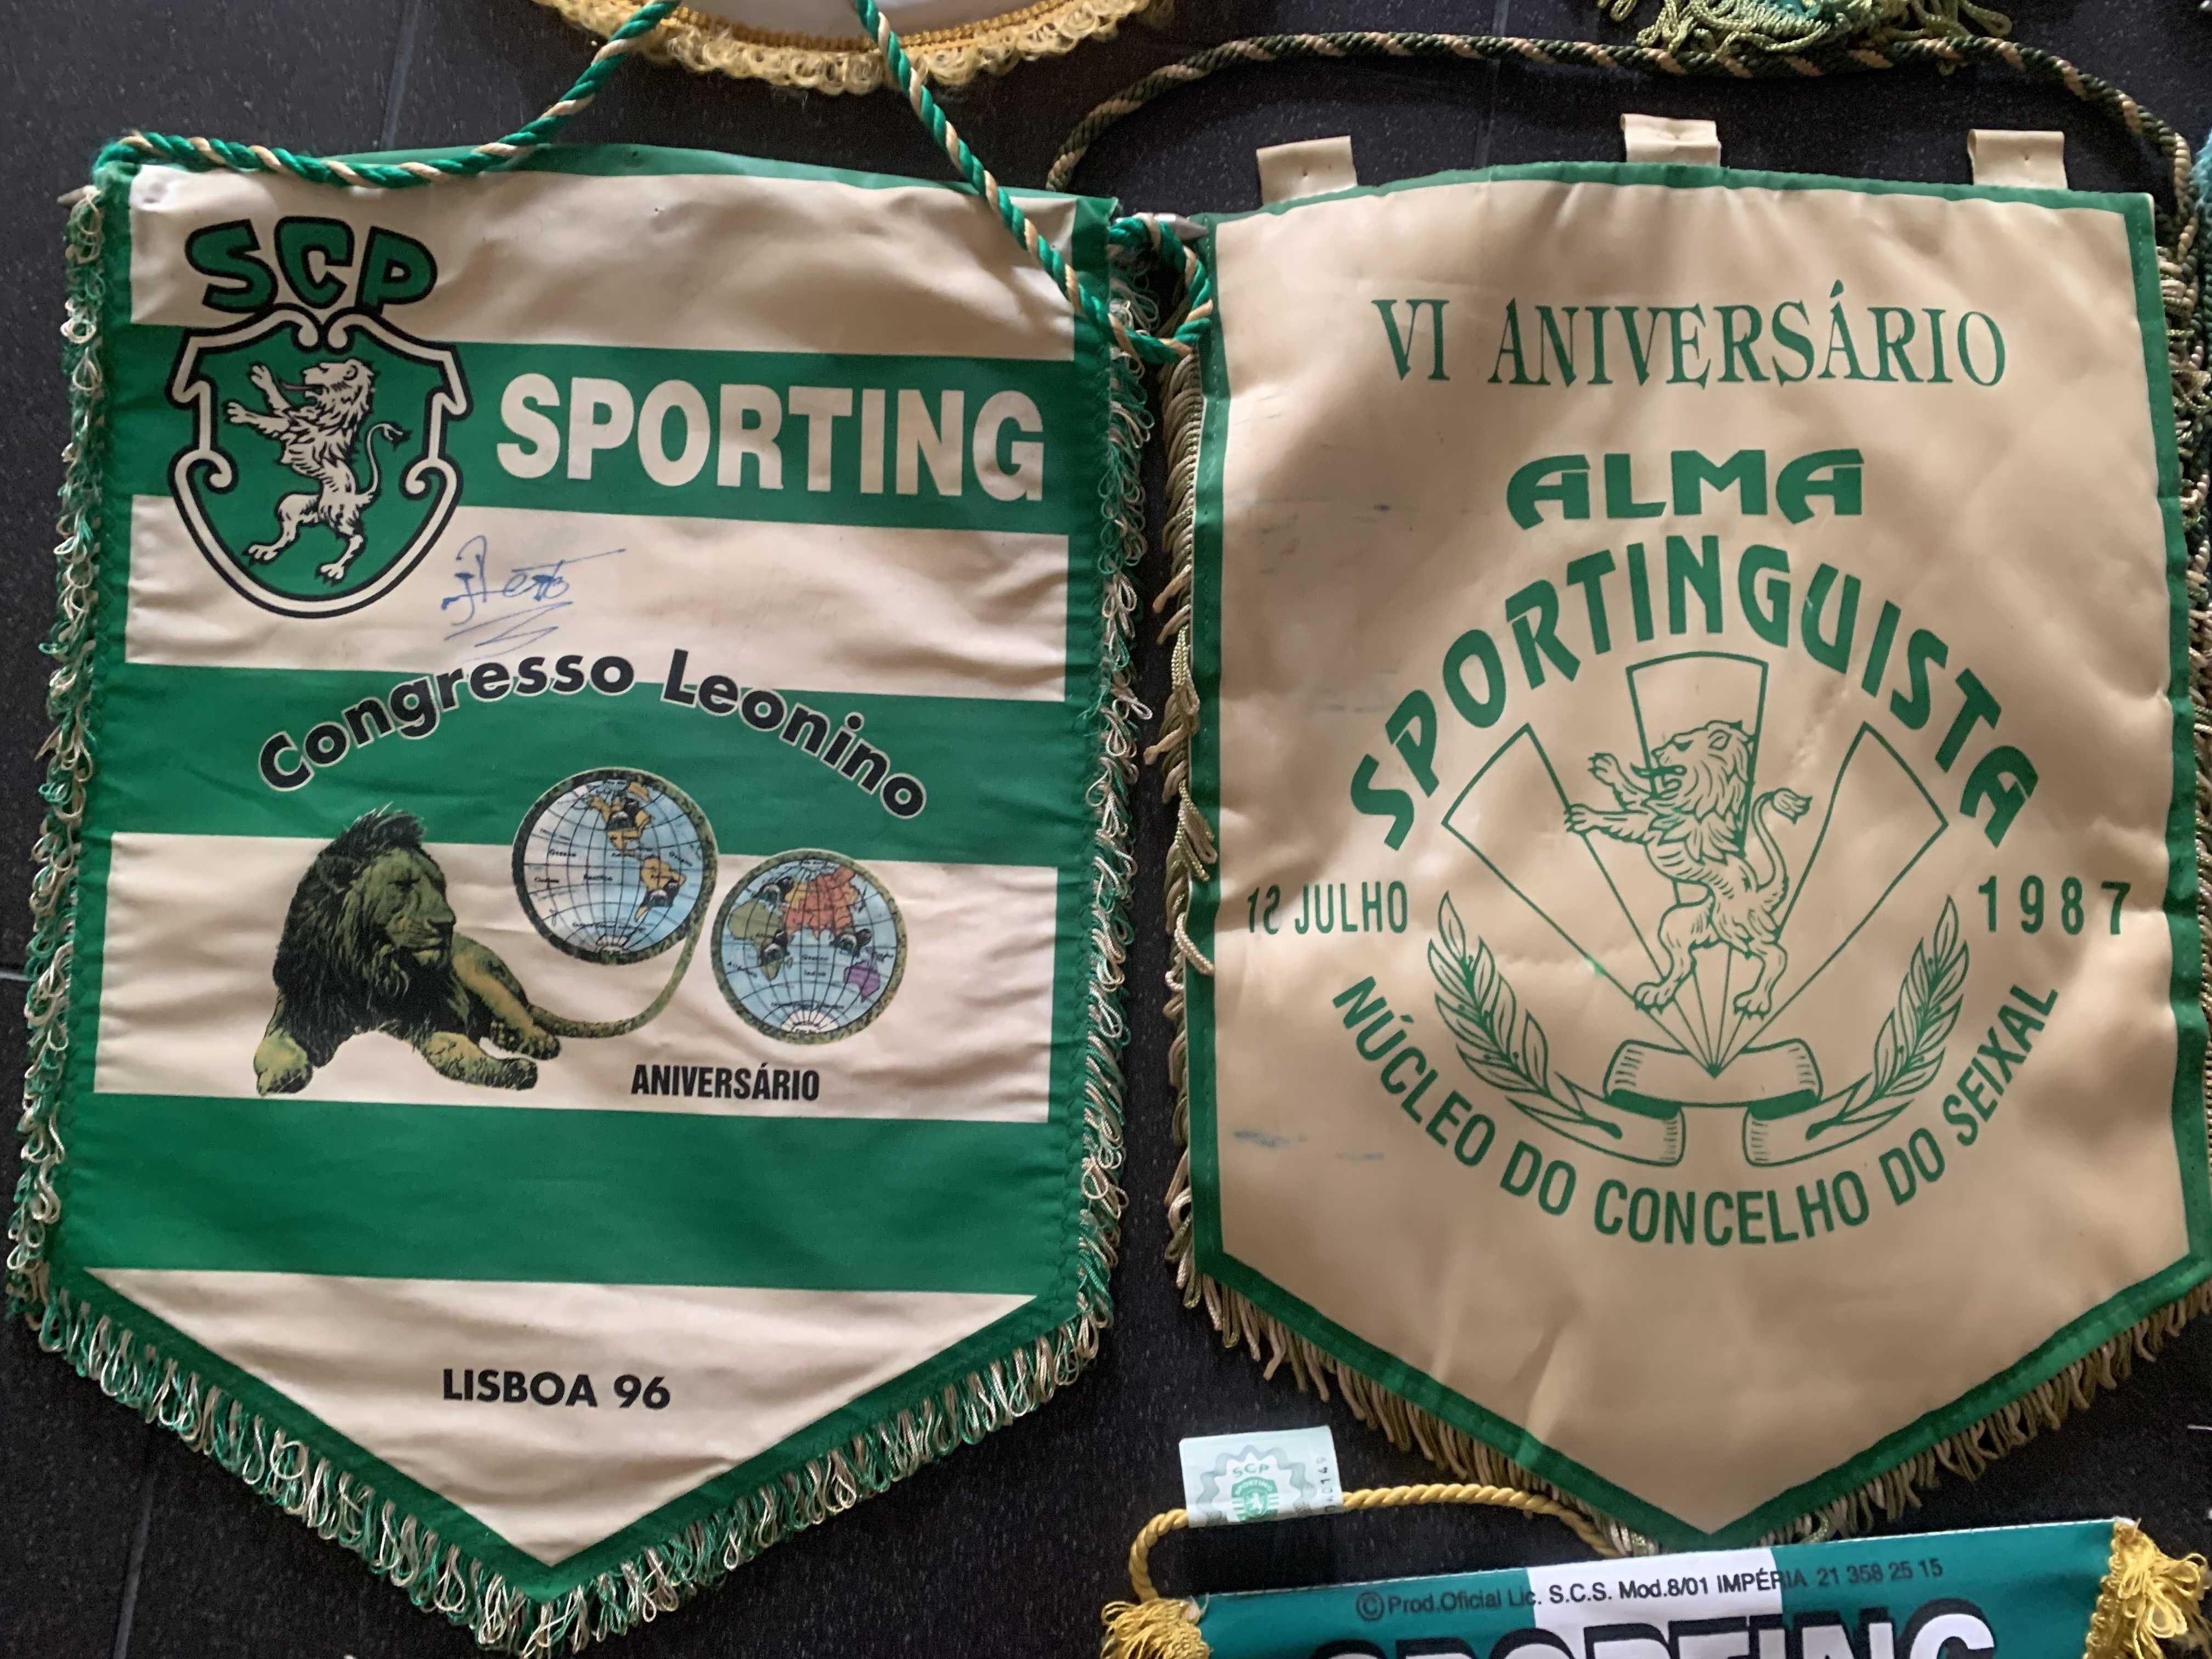 SCP
SPORTING
Congresso Leonino
ANIVERSÁRIO
LISBOA 96
VI ANIVERSÁRIO
ALMA
SPORTINGUISTA
12 JULHO 1987
NÚCLEO DO CONCELHO DO SEIXAL
SCP
©Prod.Oficial Lic. S.C.S. Mod.8/01 IMPÉRIA 21 358 25 15
SPORTING